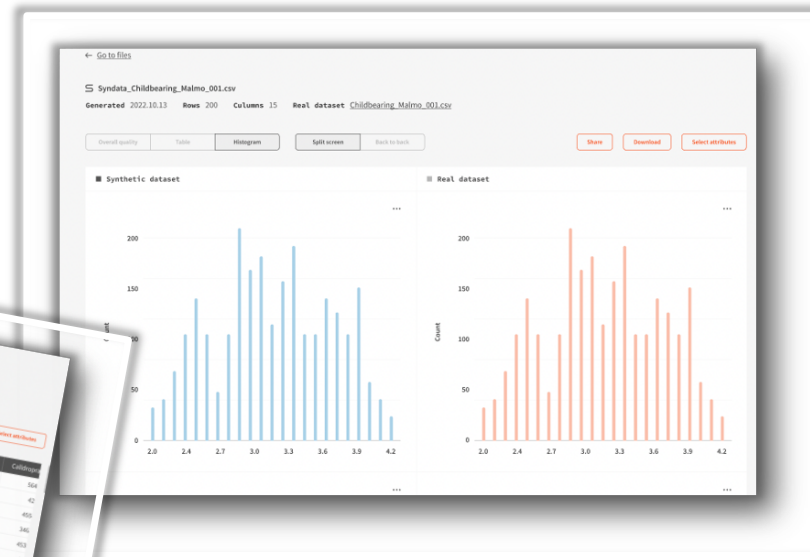 ← Go to files
Syndata_Childbearing_Malmo_001.csv
Generated 2022.10.13 Rows 200 Columns 15 Real dataset Childbearing_Malmo_001.csv
Overall quality Table Histogram Split screen Back to back Share Download Select attributes
Synthetic dataset Real dataset
... ...
200 200
150 150
Count 100
50 50
0 0
2.0 2.4 2.7 3.0 3.3 3.6 3.9 4.2 2.0 2.4 2.7 3.0 3.3 3.6 3.9 4.2
... ...
Select attributes
564
42
455
346
453